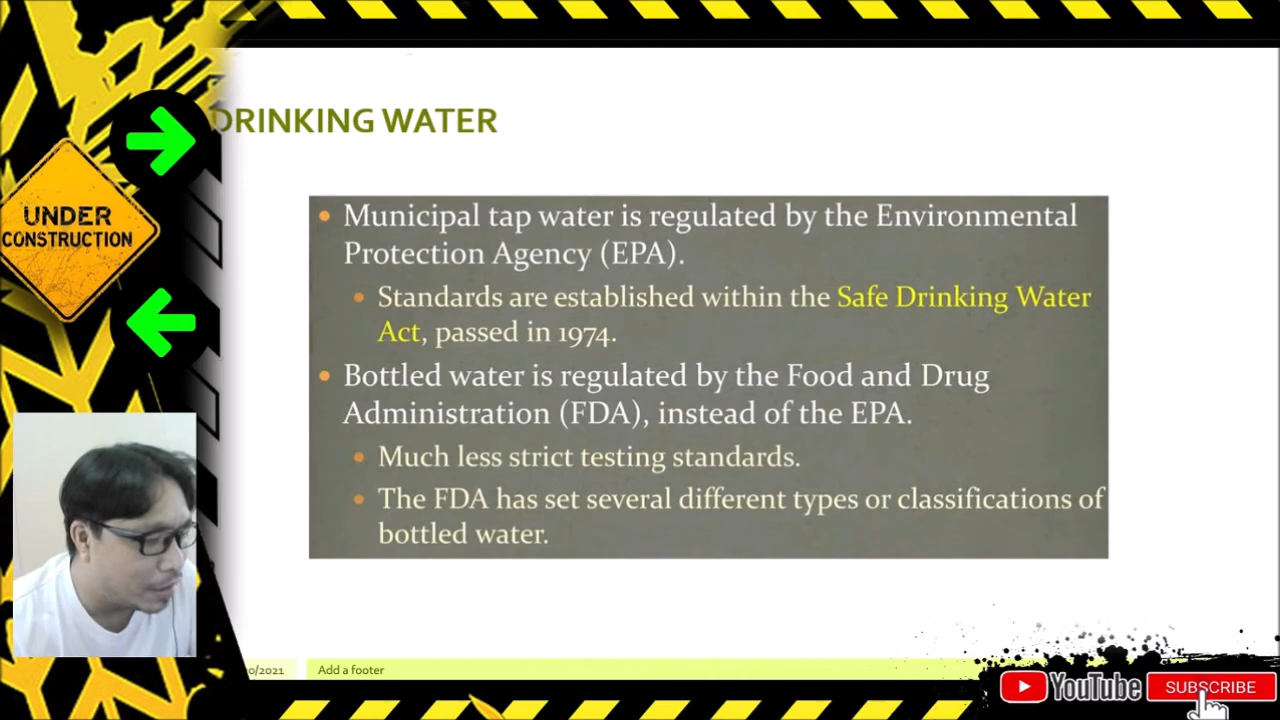 DRINKING WATER
UNDER
CONSTRUCTION
• Municipal tap water is regulated by the Environmental
Protection Agency (EPA).
• Standards are established within the Safe Drinking Water
Act, passed in 1974.
• Bottled water is regulated by the Food and Drug
Administration (FDA), instead of the EPA.
• Much less strict testing standards.
• The FDA has set several different types or classifications of
bottled water.
0/2021
Add a footer
YouTube
SUBSCRIBE